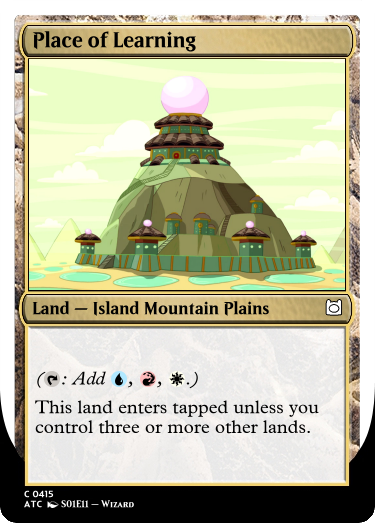 Place of Learning
Land — Island Mountain Plains
( : Add , , .)
This land enters tapped unless you
control three or more other lands.
C 0415
ATC S01E11 — Wizard